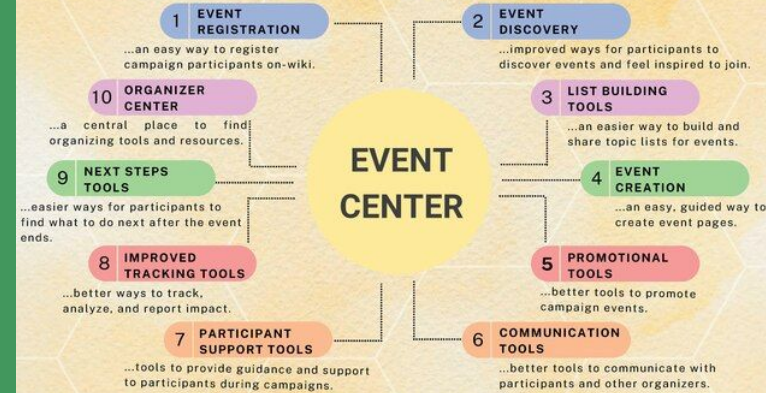 1 EVENT
REGISTRATION
...an easy way to register
campaign participants on-wiki.
2 EVENT
DISCOVERY
...improved ways for participants to
discover events and feel inspired to join.
10 ORGANIZER
CENTER
...a central place to find
organizing tools and resources.
3 LIST BUILDING
TOOLS
...an easier way to build and
share topic lists for events.
EVENT
CENTER
9 NEXT STEPS
TOOLS
...easier ways for participants to
find what to do next after the event
ends.
4 EVENT
CREATION
...an easy, guided way to
create event pages.
8 IMPROVED
TRACKING TOOLS
...better ways to track,
analyze, and report impact.
5 PROMOTIONAL
TOOLS
...better tools to promote
campaign events.
7 PARTICIPANT
SUPPORT TOOLS
...tools to provide guidance and support
to participants during campaigns.
6 COMMUNICATION
TOOLS
...better tools to communicate with
participants and other organizers.